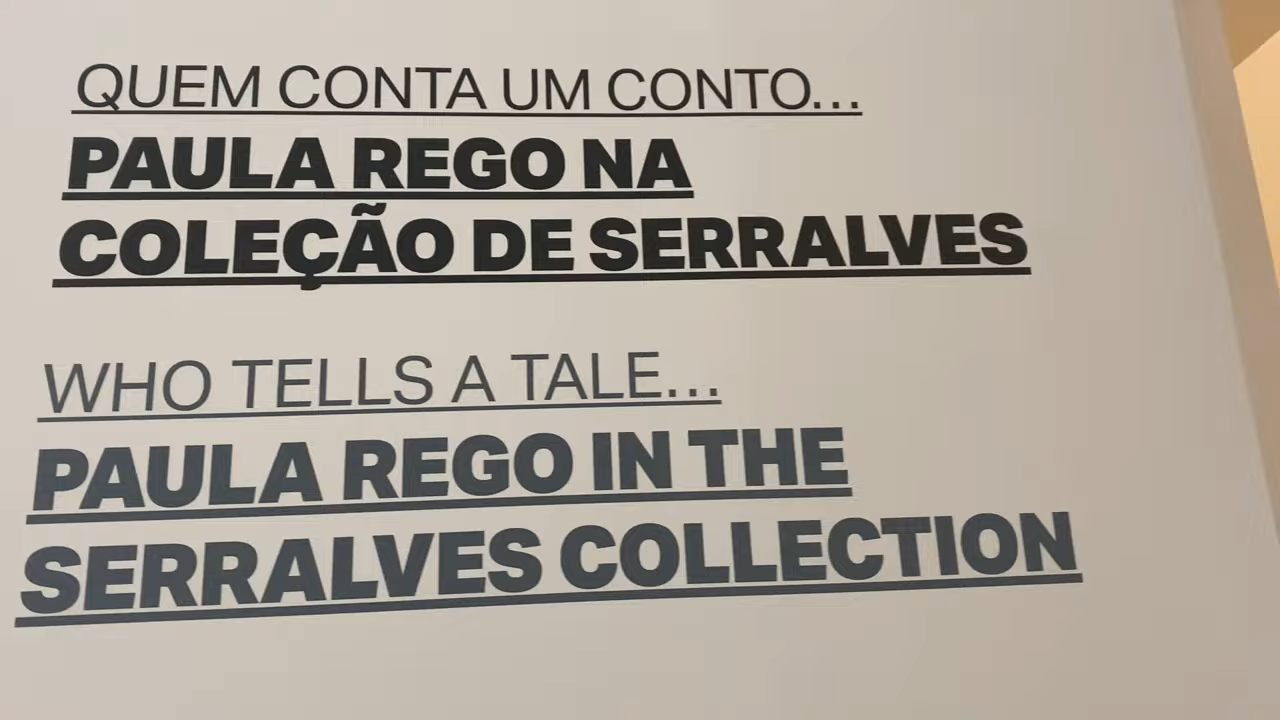 QUEM CONTA UM CONTO...
PAULA REGO NA
COLEÇÃO DE SERRALVES
WHO TELLS A TALE...
PAULA REGO IN THE
SERRALVES COLLECTION